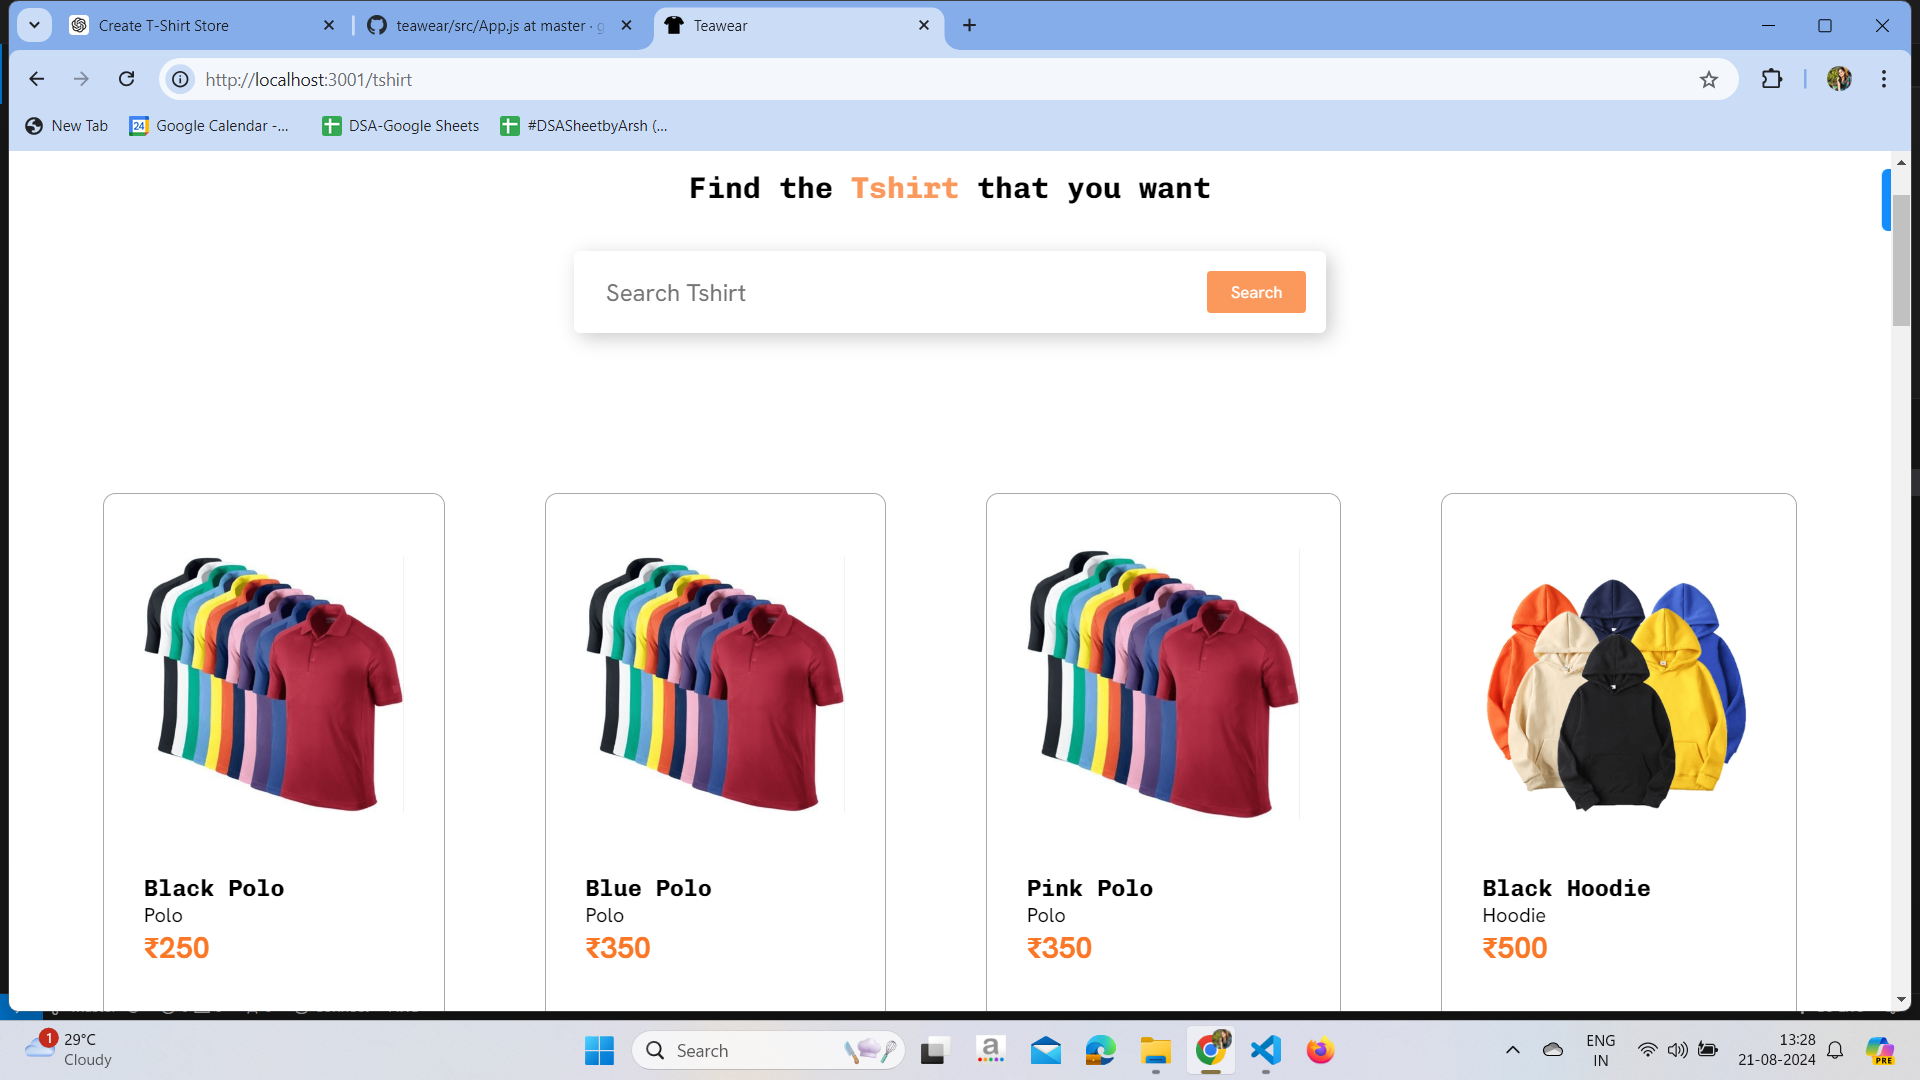 Create T-Shirt Store
teawear/src/App.js at master · g
Teawear
http://localhost:3001/tshirt
New Tab
24
Google Calendar -...
DSA-Google Sheets
#DSASheetbyArsh (...
Find the Tshirt that you want
Search Tshirt
Search
Black Polo
Polo
₹250
Blue Polo
Polo
₹350
Pink Polo
Polo
₹350
Black Hoodie
Hoodie
₹500
1
29°C
Cloudy
Search
a
ENG
IN
13:28
21-08-2024
PRE